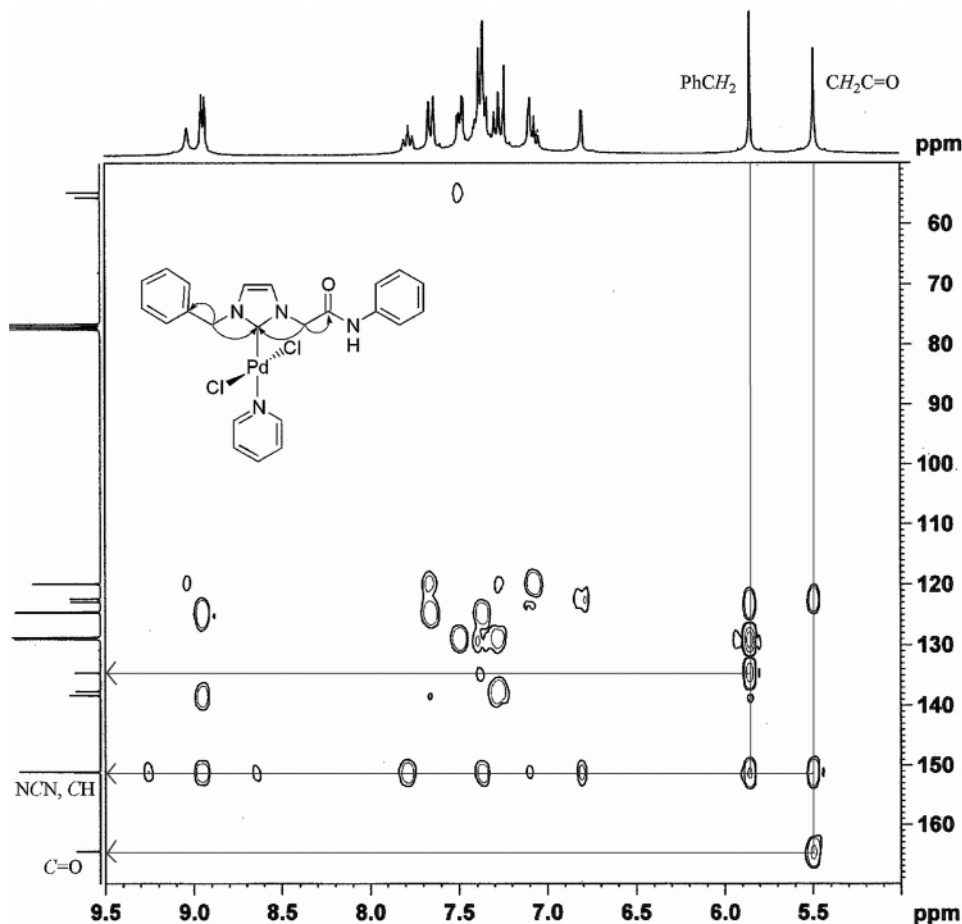 PhCH2
CH2C=O
ppm
60
70
80
90
100
110
120
130
140
150
160
N
N
O
N
H
Cl
Pd
Cl
N
NCN, CH
C=O
9.5 9.0 8.5 8.0 7.5 7.0 6.5 6.0 5.5 ppm